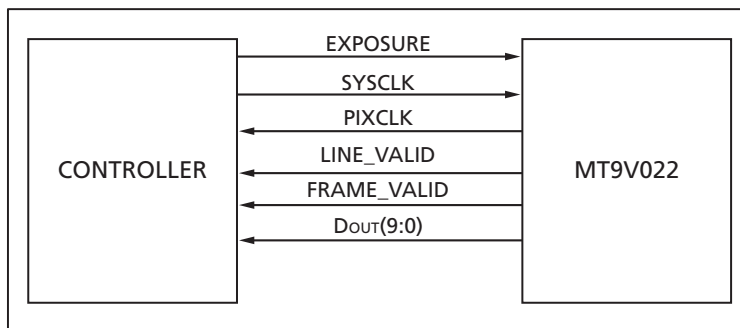 EXPOSURE
SYSCLK
PIXCLK
LINE_VALID
FRAME_VALID
DOUT(9:0)
CONTROLLER
MT9V022